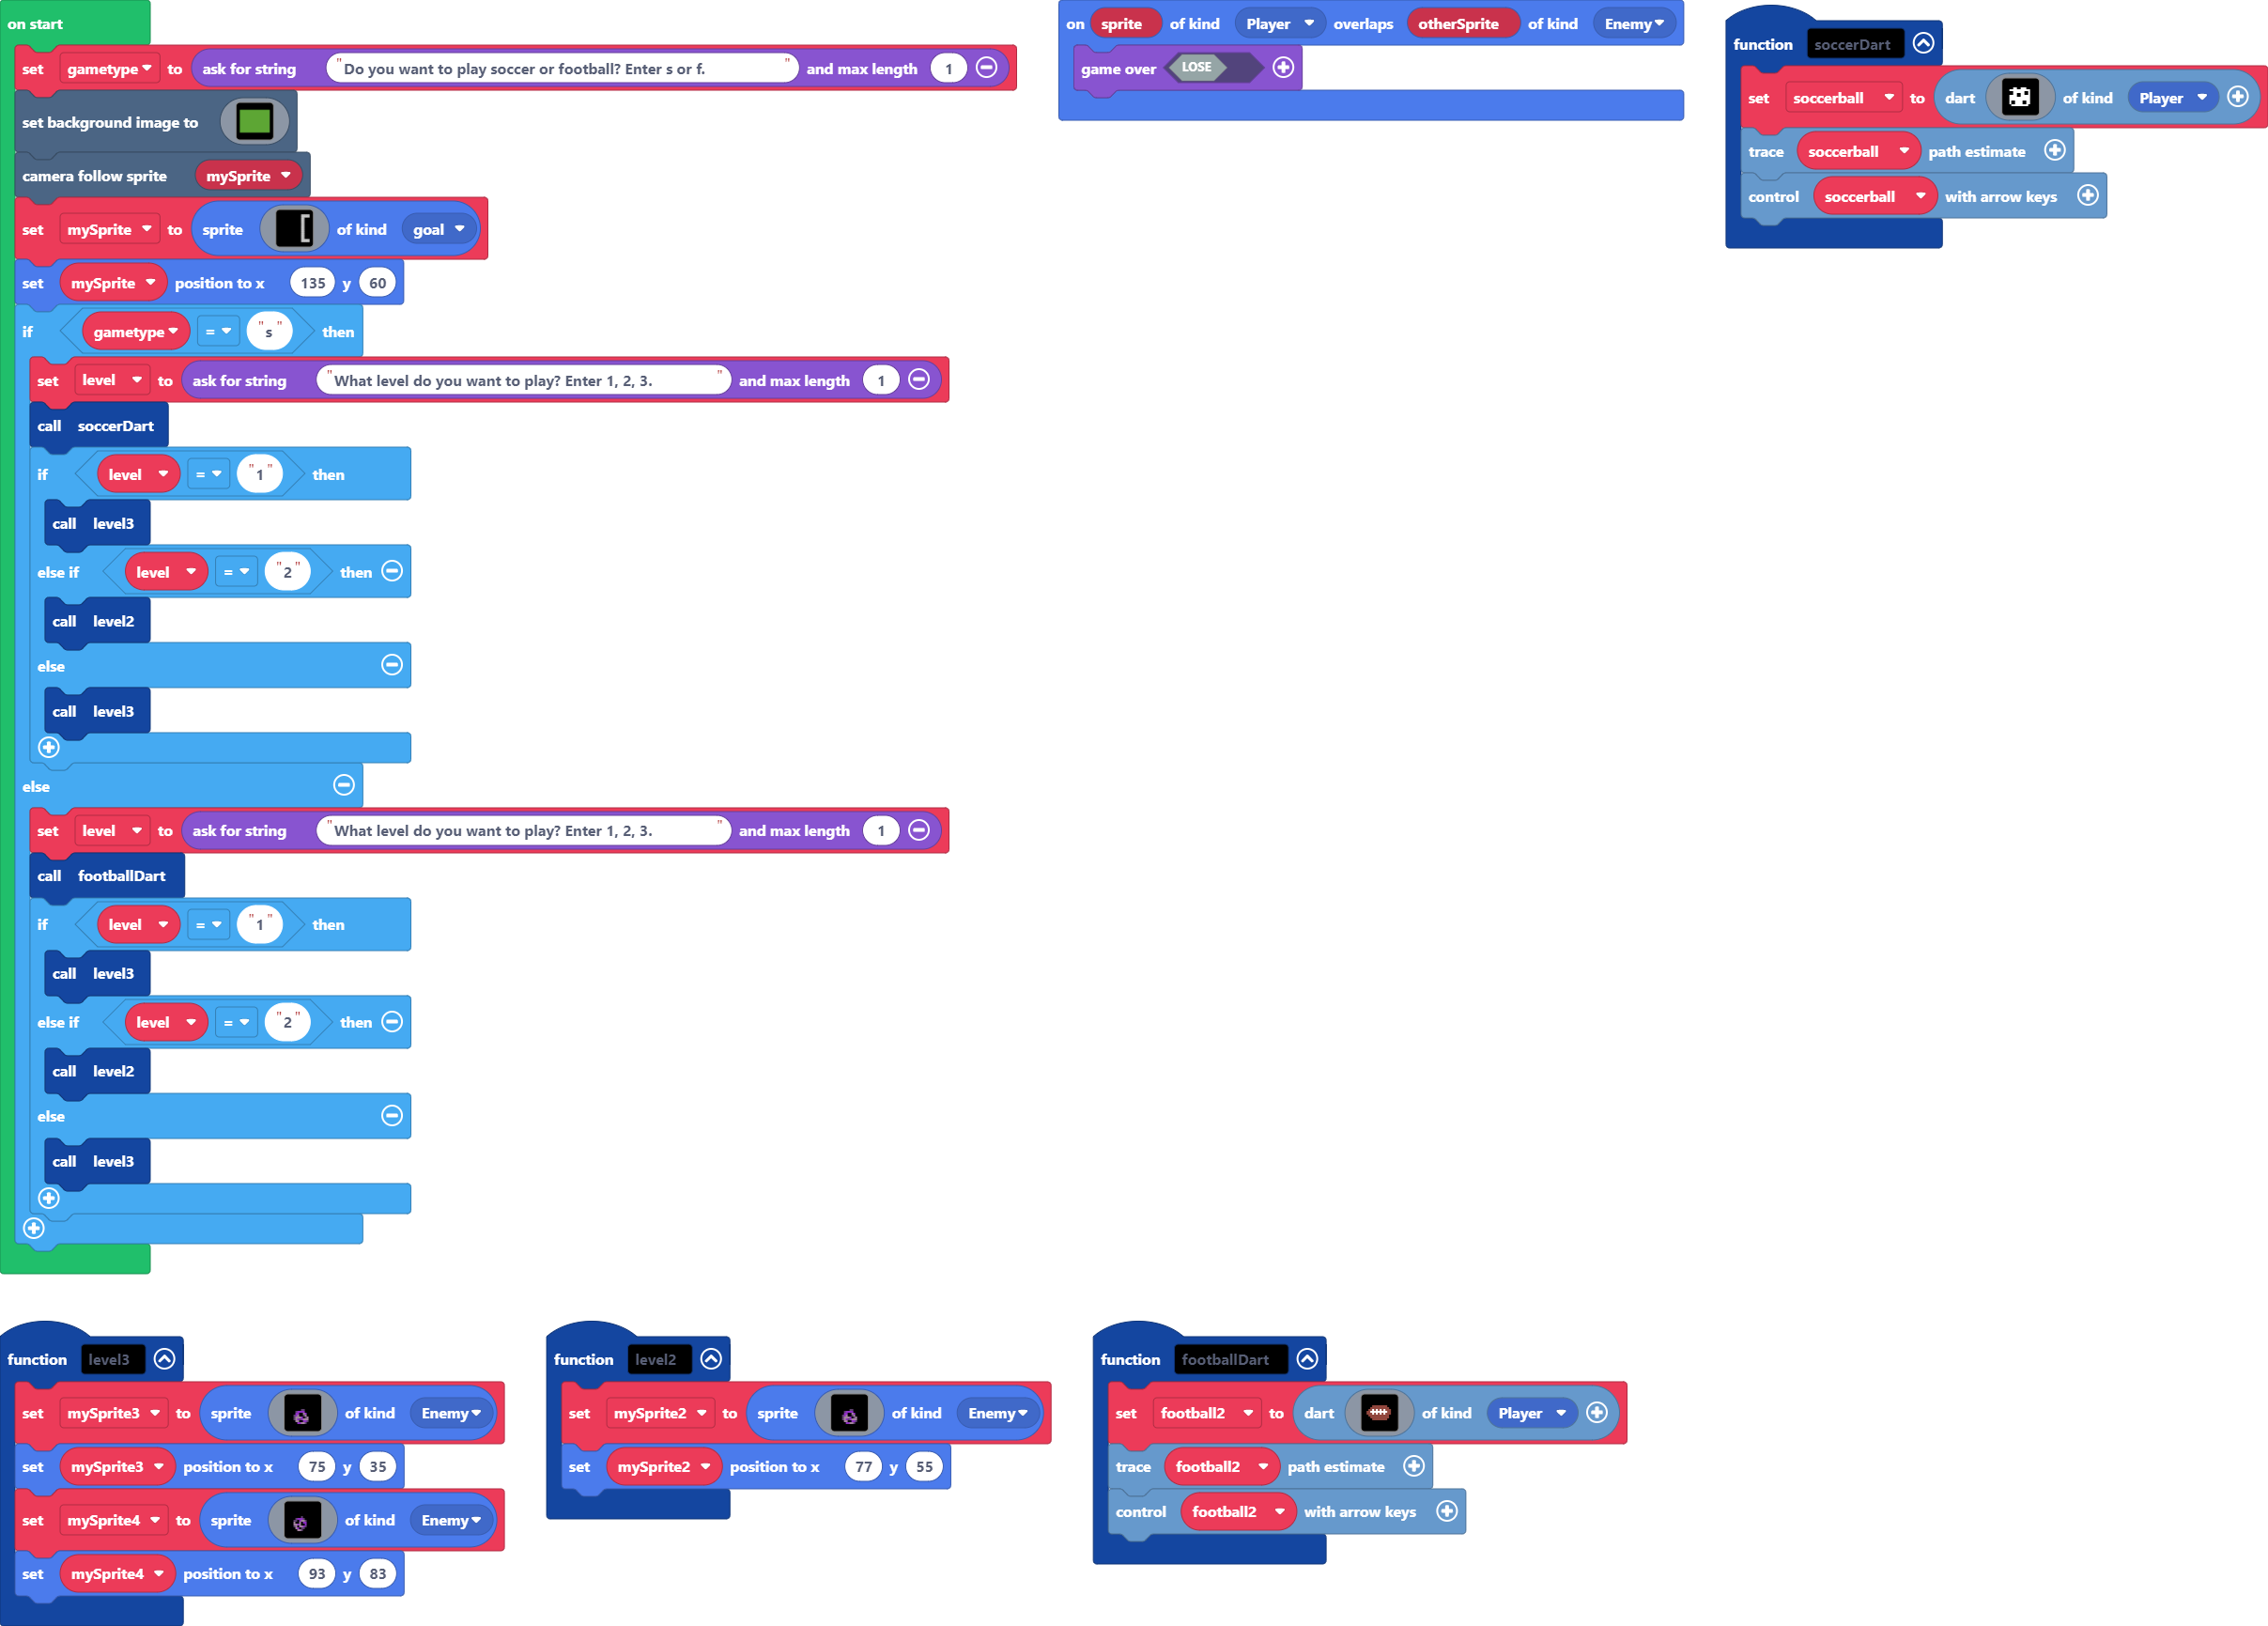 on start
set gametype to ask for string "Do you want to play soccer or football? Enter s or f." and max length 1
set background image to
camera follow sprite mySprite
set mySprite to sprite of kind goal
set mySprite position to x 135 y 60
if gametype = "s" then
set level to ask for string "What level do you want to play? Enter 1, 2, 3." and max length 1
call soccerDart
if level = "1" then
call level3
else if level = "2" then
call level2
else
call level3
else
set level to ask for string "What level do you want to play? Enter 1, 2, 3." and max length 1
call footballDart
if level = "1" then
call level3
else if level = "2" then
call level2
else
call level3
on sprite of kind Player overlaps otherSprite of kind Enemy
game over LOSE
function soccerDart
set soccerball to dart of kind Player
trace soccerball path estimate
control soccerball with arrow keys
function level3
set mySprite3 to sprite of kind Enemy
set mySprite3 position to x 75 y 35
set mySprite4 to sprite of kind Enemy
set mySprite4 position to x 93 y 83
function level2
set mySprite2 to sprite of kind Enemy
set mySprite2 position to x 77 y 55
function footballDart
set football2 to dart of kind Player
trace football2 path estimate
control football2 with arrow keys